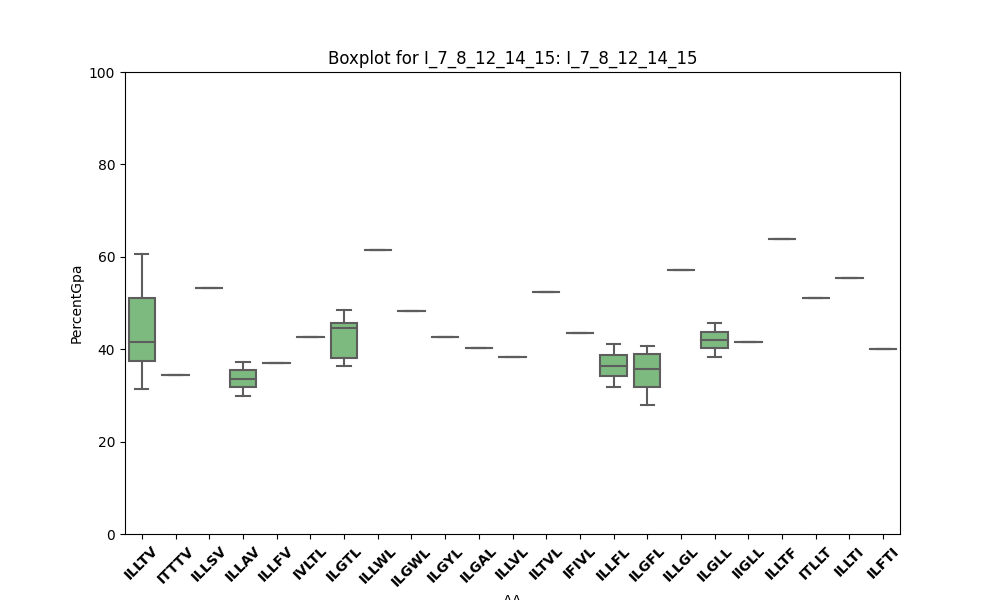 Boxplot for I_7_8_12_14_15: I_7_8_12_14_15
100
80
60
40
20
0
PercentGpa
ILLTV
ITTTV
ILLSV
ILLAV
ILLFV
IVLTL
ILGTL
ILLWL
ILGWL
ILGYL
ILGAL
ILLVL
ILTVL
IFIVL
ILLFL
ILGFL
ILLGL
ILGLL
IIGLL
ILLTF
ITLLT
ILLTI
ILFTI
AA